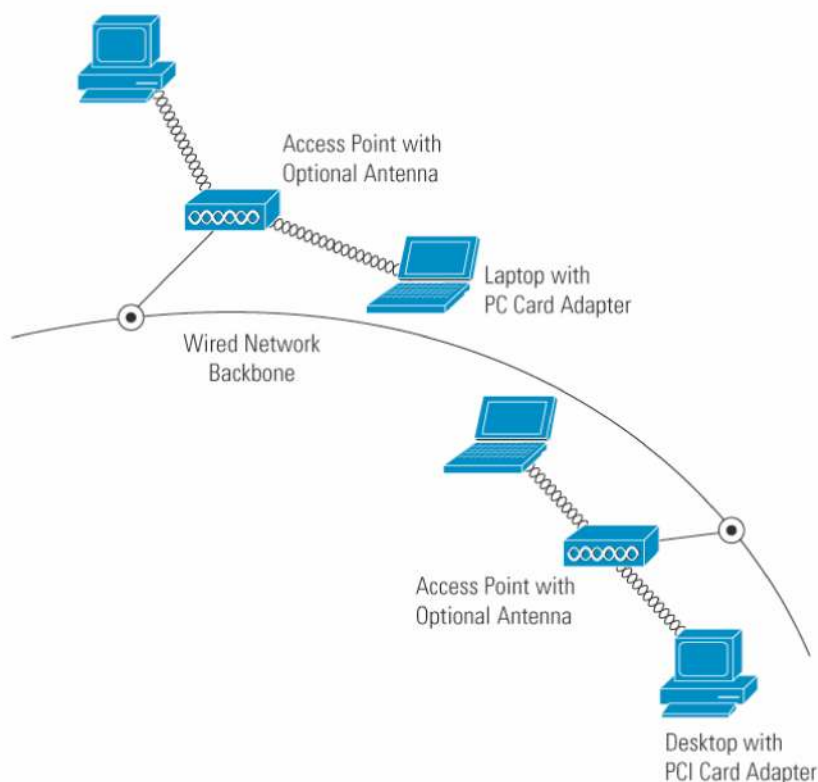 Access Point with
Optional Antenna
Laptop with
PC Card Adapter
Wired Network
Backbone
Access Point with
Optional Antenna
Desktop with
PCI Card Adapter